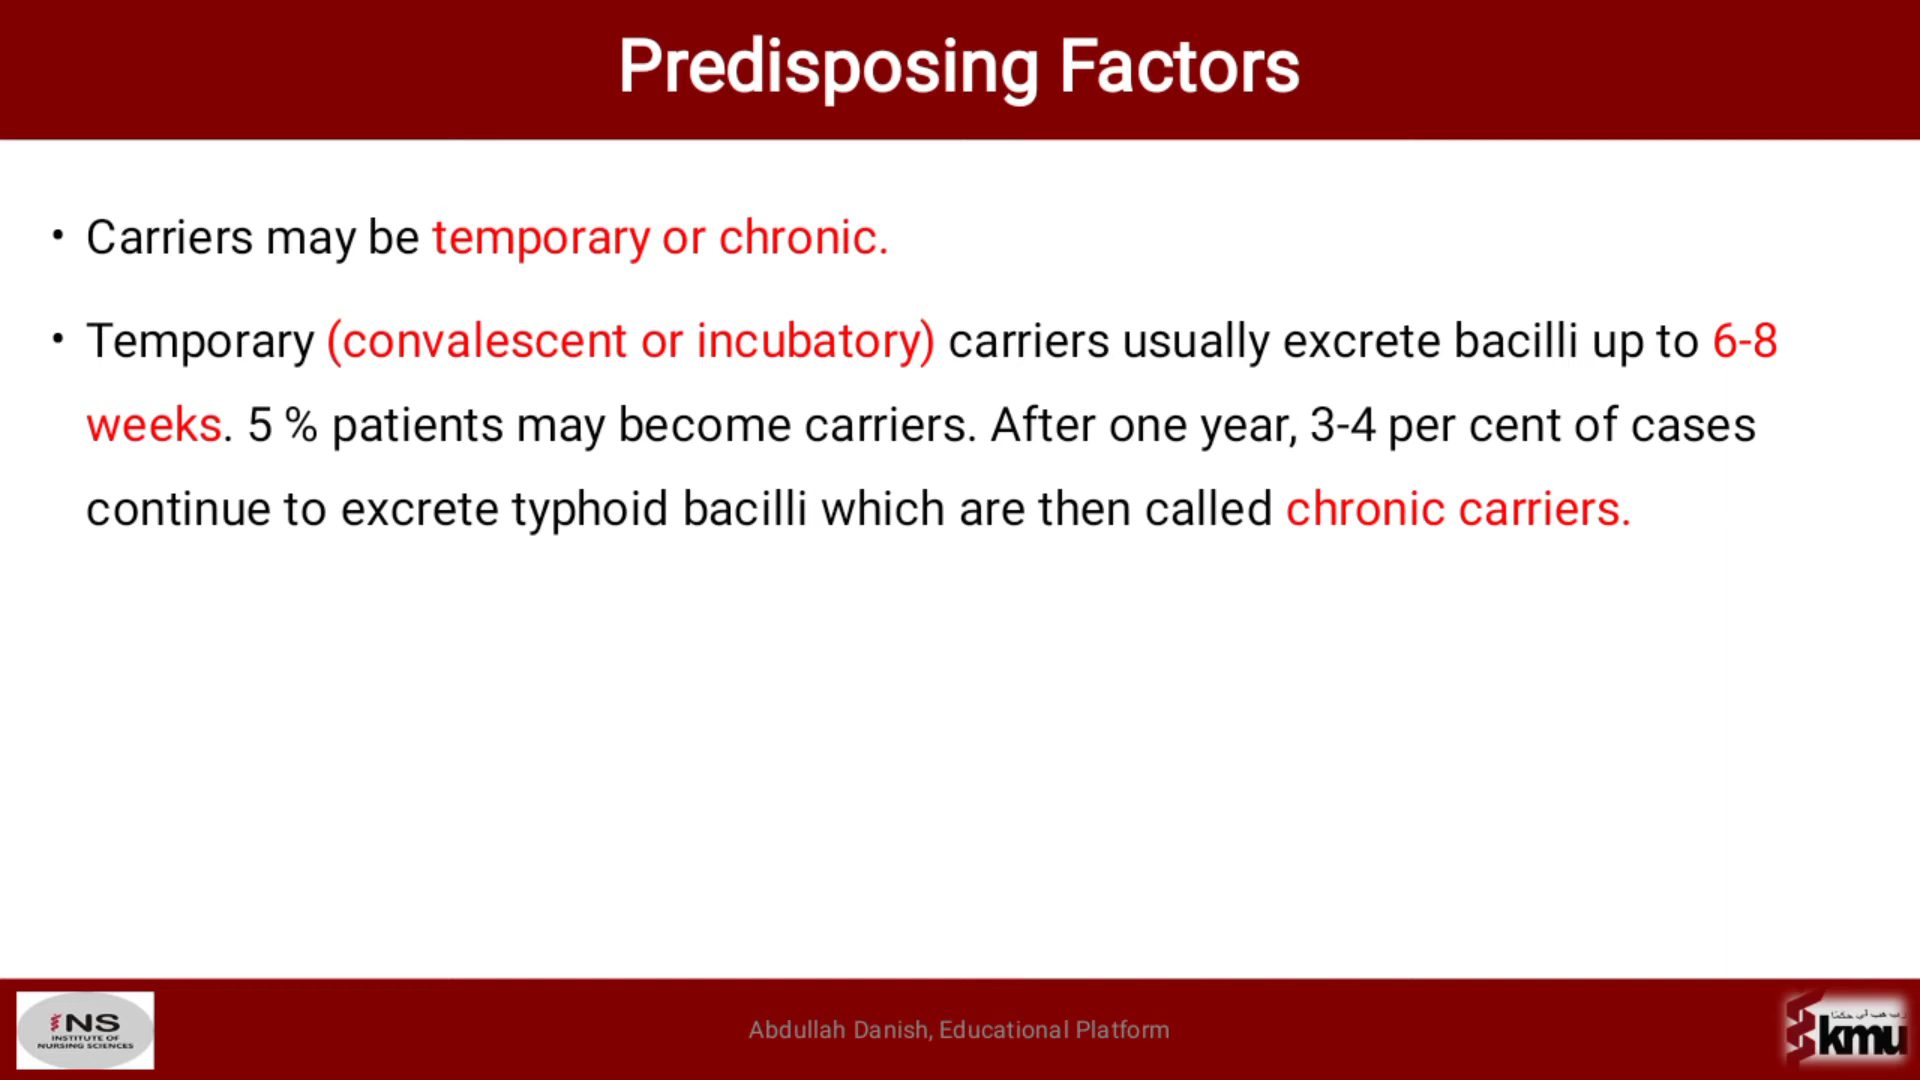 Predisposing Factors
• Carriers may be temporary or chronic.
• Temporary (convalescent or incubatory) carriers usually excrete bacilli up to 6-8
weeks. 5 % patients may become carriers. After one year, 3-4 per cent of cases
continue to excrete typhoid bacilli which are then called chronic carriers.
iNS
INSTITUTE OF
NURSING SCIENCES
Abdullah Danish, Educational Platform
kmu